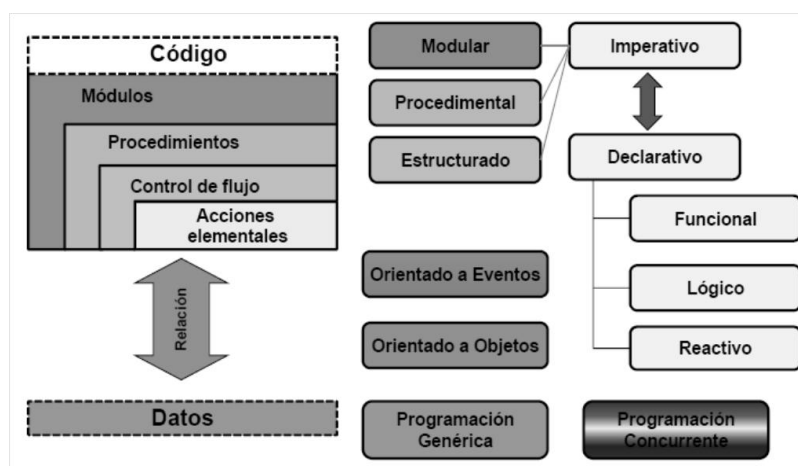 Código
Módulos
Procedimientos
Control de flujo
Acciones
elementales
Relación
Datos
Modular
Procedimental
Estructurado
Orientado a Eventos
Orientado a Objetos
Programación
Genérica
Imperativo
Declarativo
Funcional
Lógico
Reactivo
Programación
Concurrente